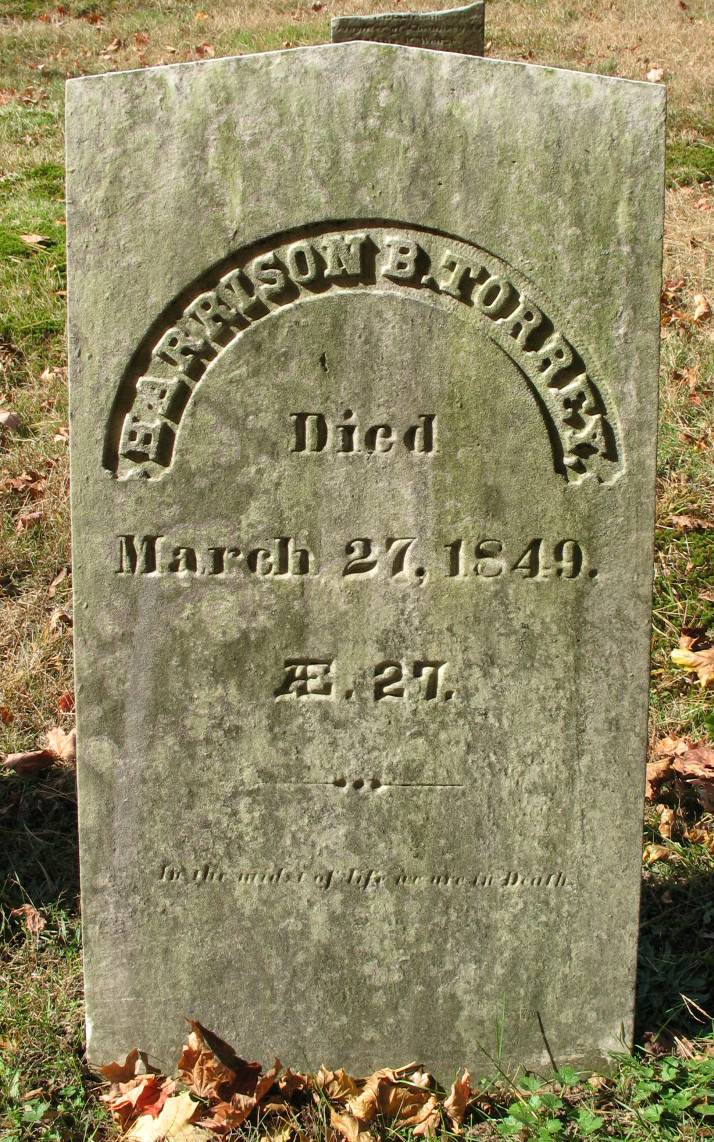 HARRISON B. TORREY
Died
March 27, 1849.
Æ. 27.
In the midst of life we are in Death.